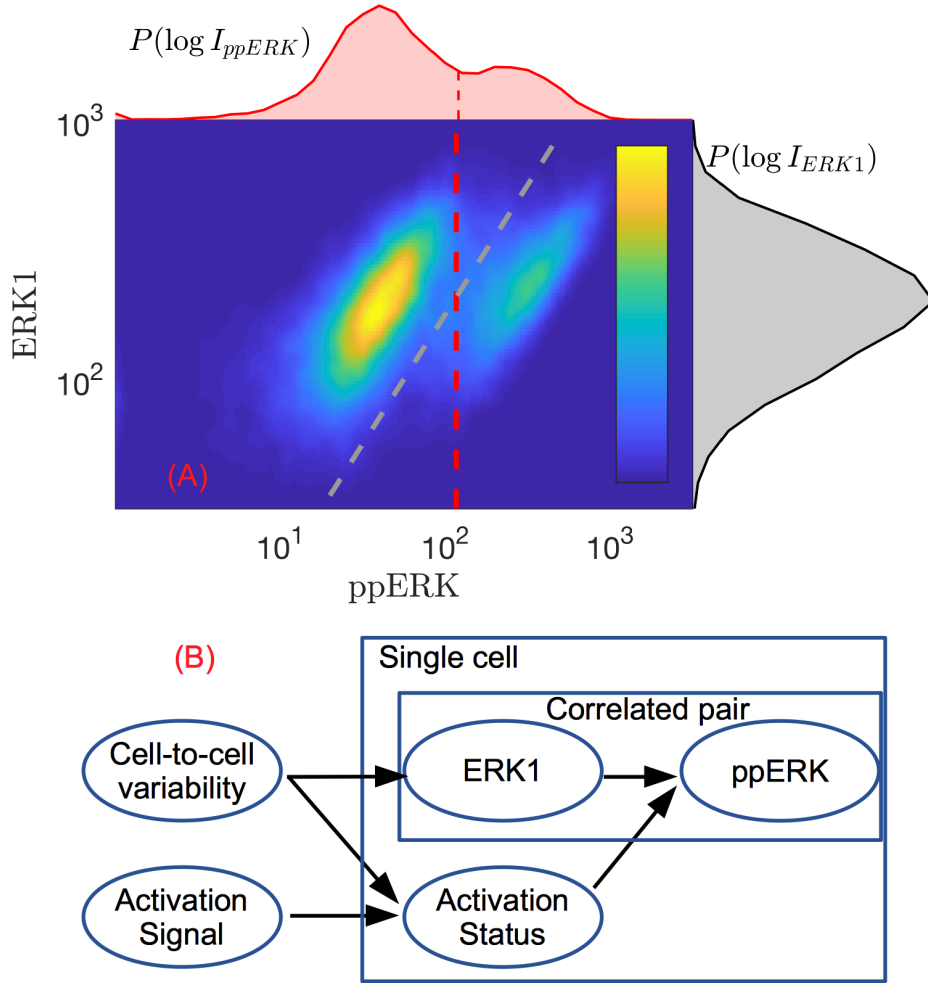 P(log I_ppERK)
10^3
P(log I_ERK1)
ERK1
10^2
(A)
10^1 10^2 10^3
ppERK
(B)
Single cell
Correlated pair
Cell-to-cell
variability
ERK1
ppERK
Activation
Signal
Activation
Status